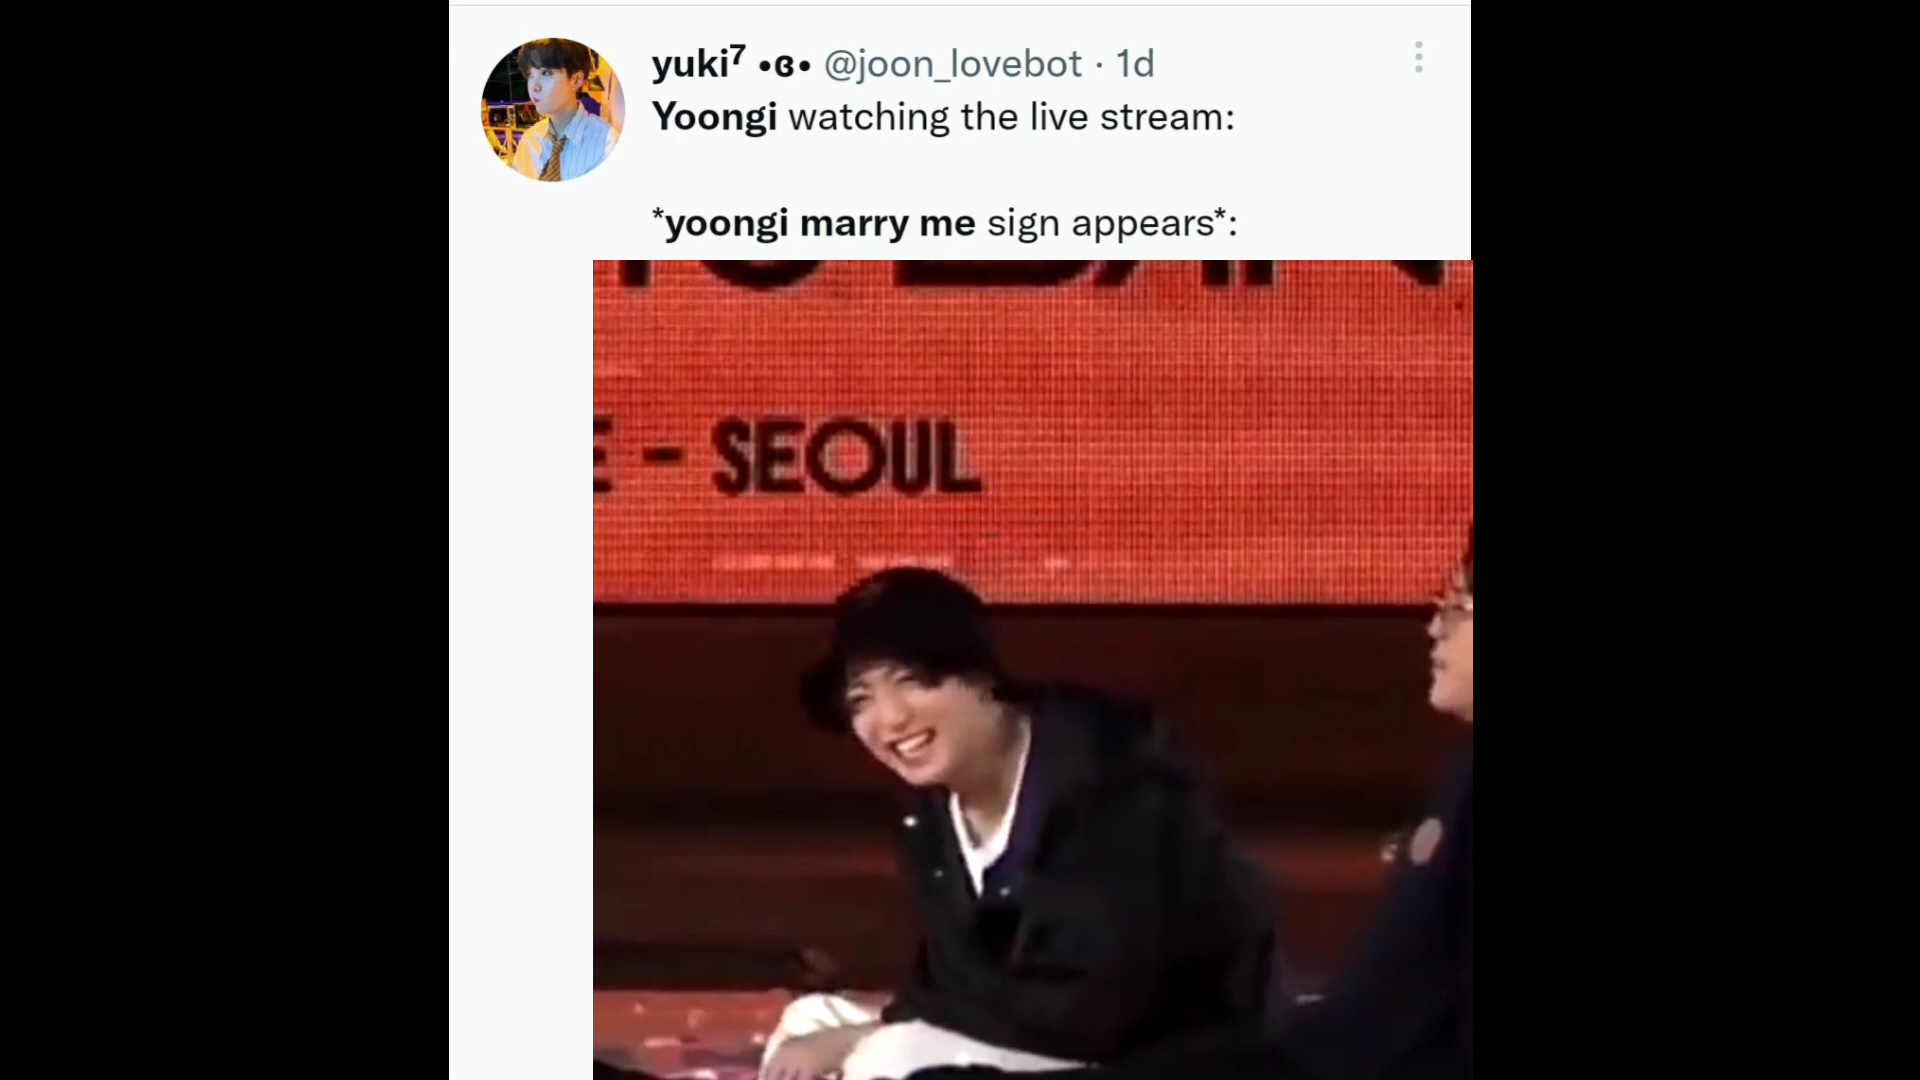 yuki⁷ •ɞ• @joon_lovebot · 1d
Yoongi watching the live stream:
*yoongi marry me sign appears*:
E - SEOUL